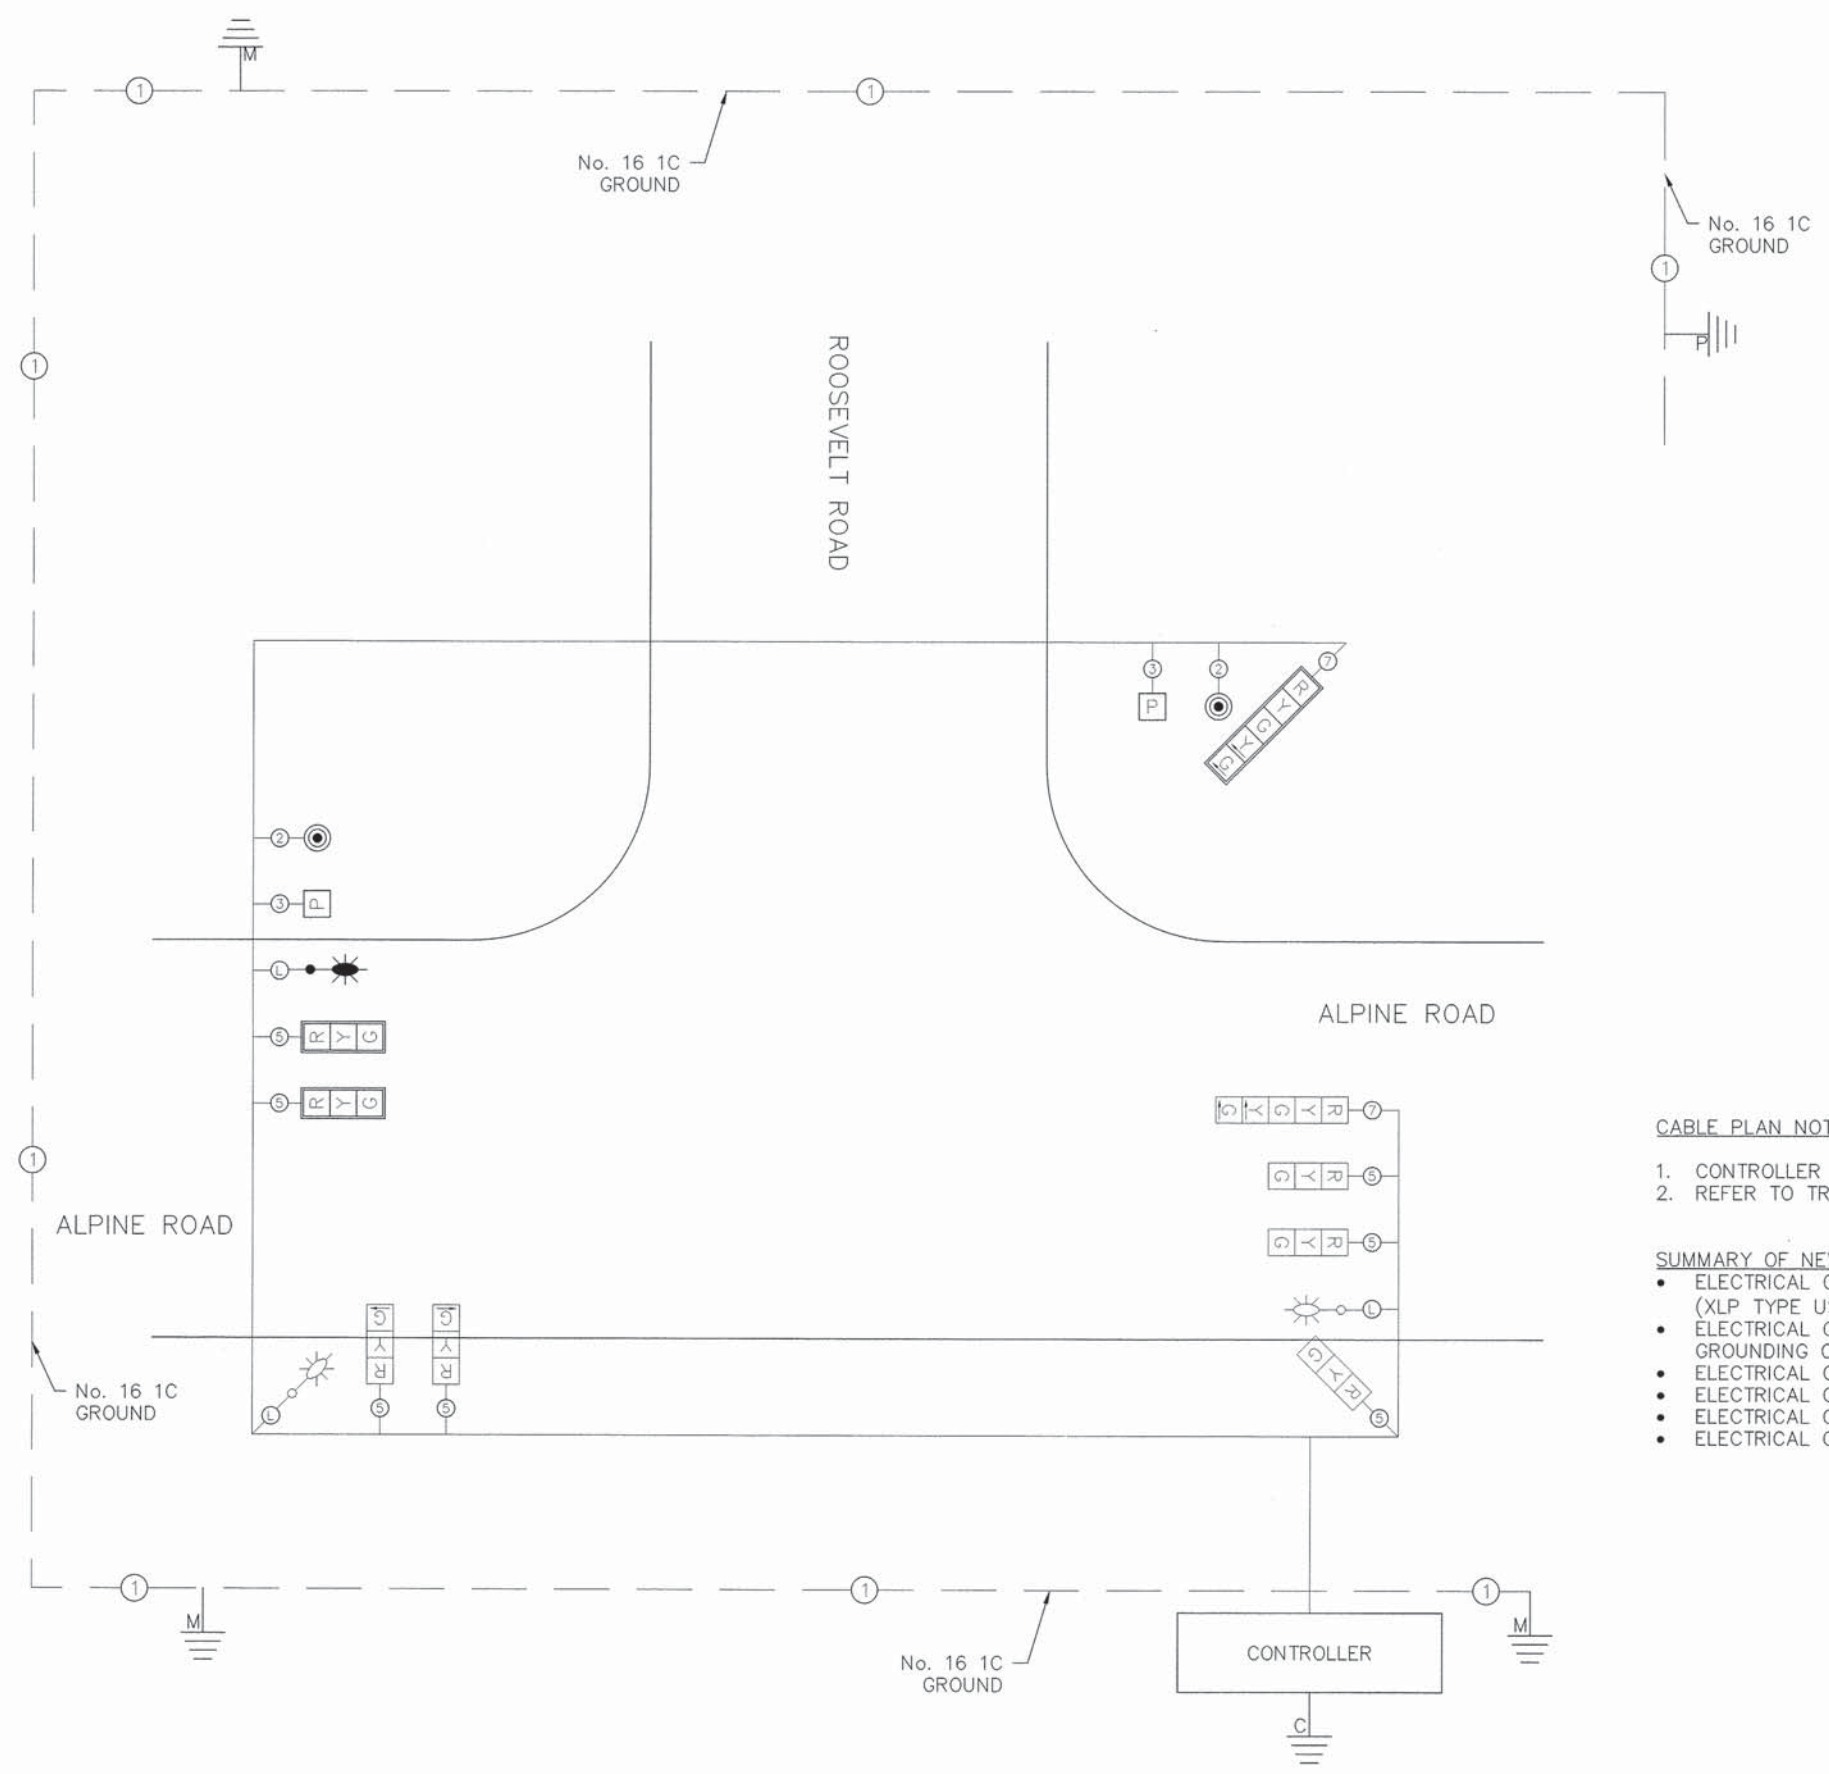 M
1
1
No. 16 1C
GROUND
No. 16 1C
GROUND
1
P
1
ROOSEVELT ROAD
3
2
7
P
R Y G Y G
2
3 P
L
5 R Y G
5 R Y G
ALPINE ROAD
G Y G Y R 7
G Y R 5
G Y R 5
L
1
ALPINE ROAD
G Y R
G Y R
G Y R
5
5
5
L
No. 16 1C
GROUND
CABLE PLAN NOT
1. CONTROLLER
2. REFER TO TR
SUMMARY OF NE
• ELECTRICAL C
(XLP TYPE U
• ELECTRICAL C
GROUNDING C
• ELECTRICAL C
• ELECTRICAL C
• ELECTRICAL C
• ELECTRICAL C
1
1
1
M
M
No. 16 1C
GROUND
CONTROLLER
C